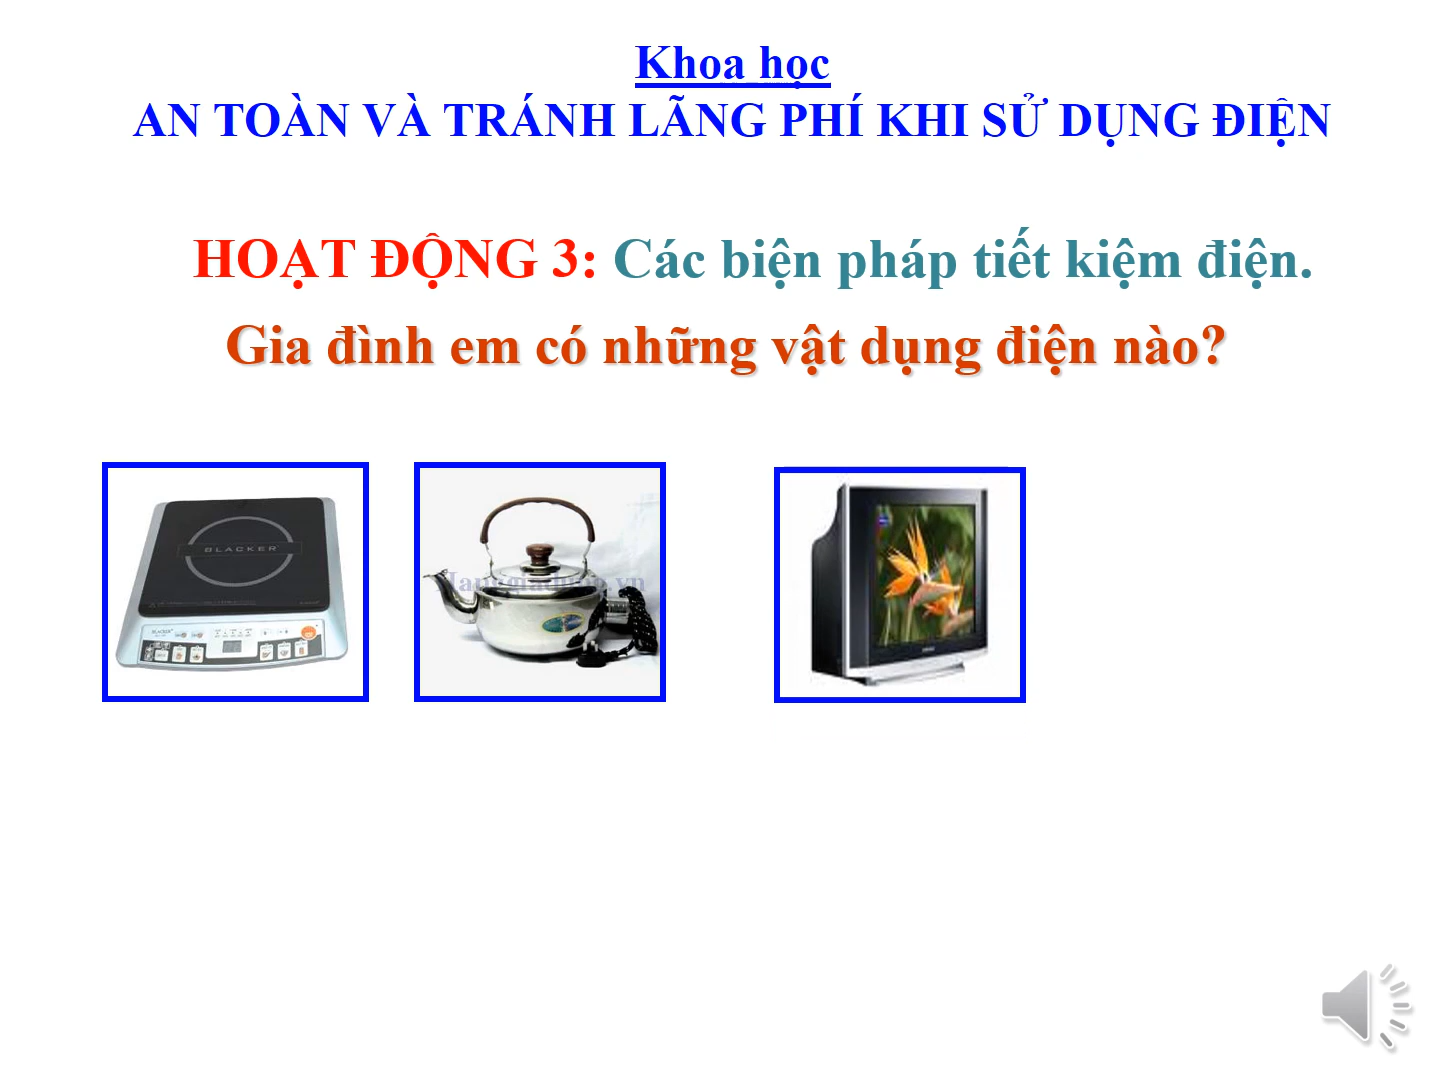 Khoa học
AN TOÀN VÀ TRÁNH LÃNG PHÍ KHI SỬ DỤNG ĐIỆN
HOẠT ĐỘNG 3: Các biện pháp tiết kiệm điện.
Gia đình em có những vật dụng điện nào?
BLACKER